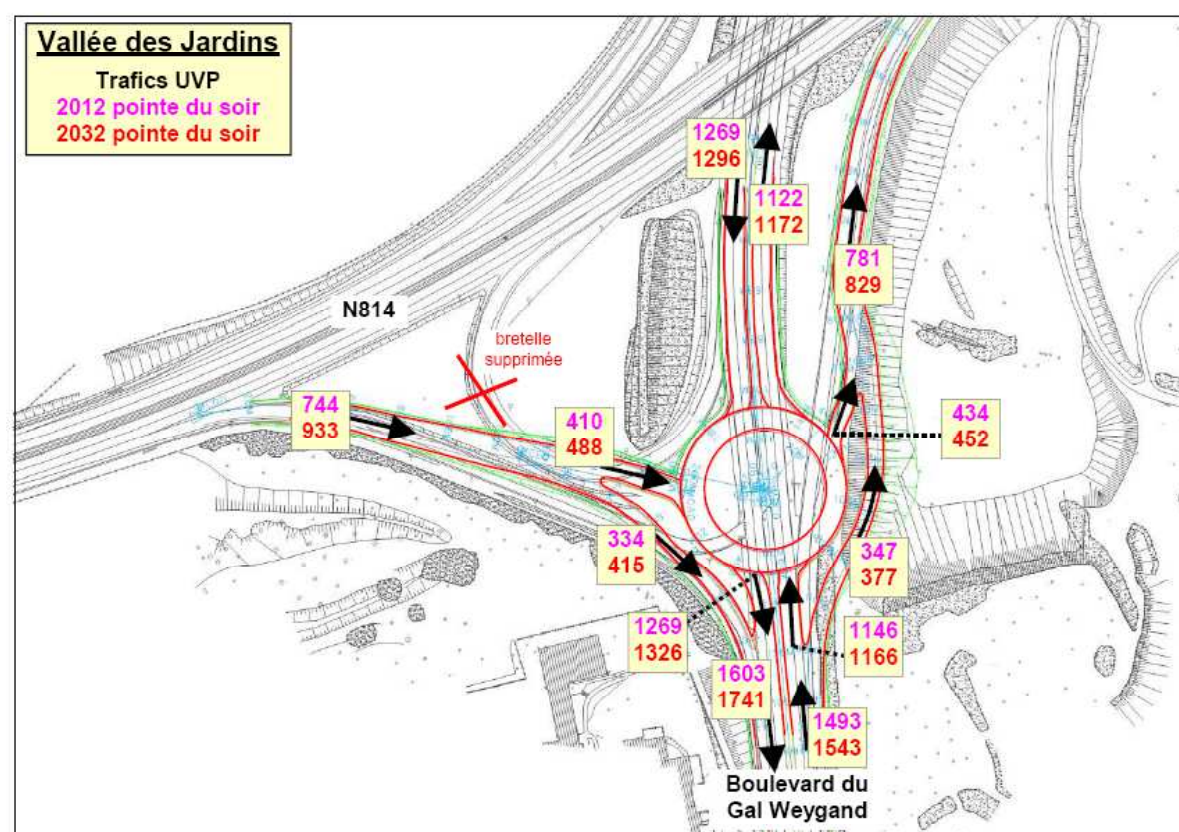 Vallée des Jardins
Trafics UVP
2012 pointe du soir
2032 pointe du soir
1269
1296
1122
1172
781
829
N814
bretelle
supprimée
744
933
410
488
434
452
334
415
347
377
1269
1326
1146
1166
1603
1741
1493
1543
Boulevard du
Gal Weygand